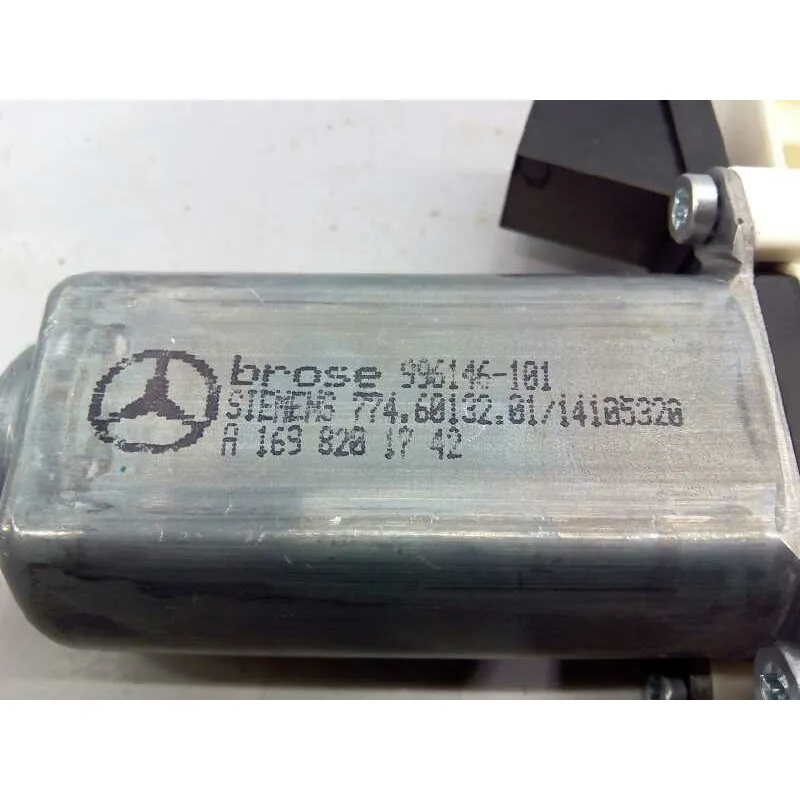 brose 996146-101
SIEMENS 774.60132.01/14105320
A 169 820 17 42